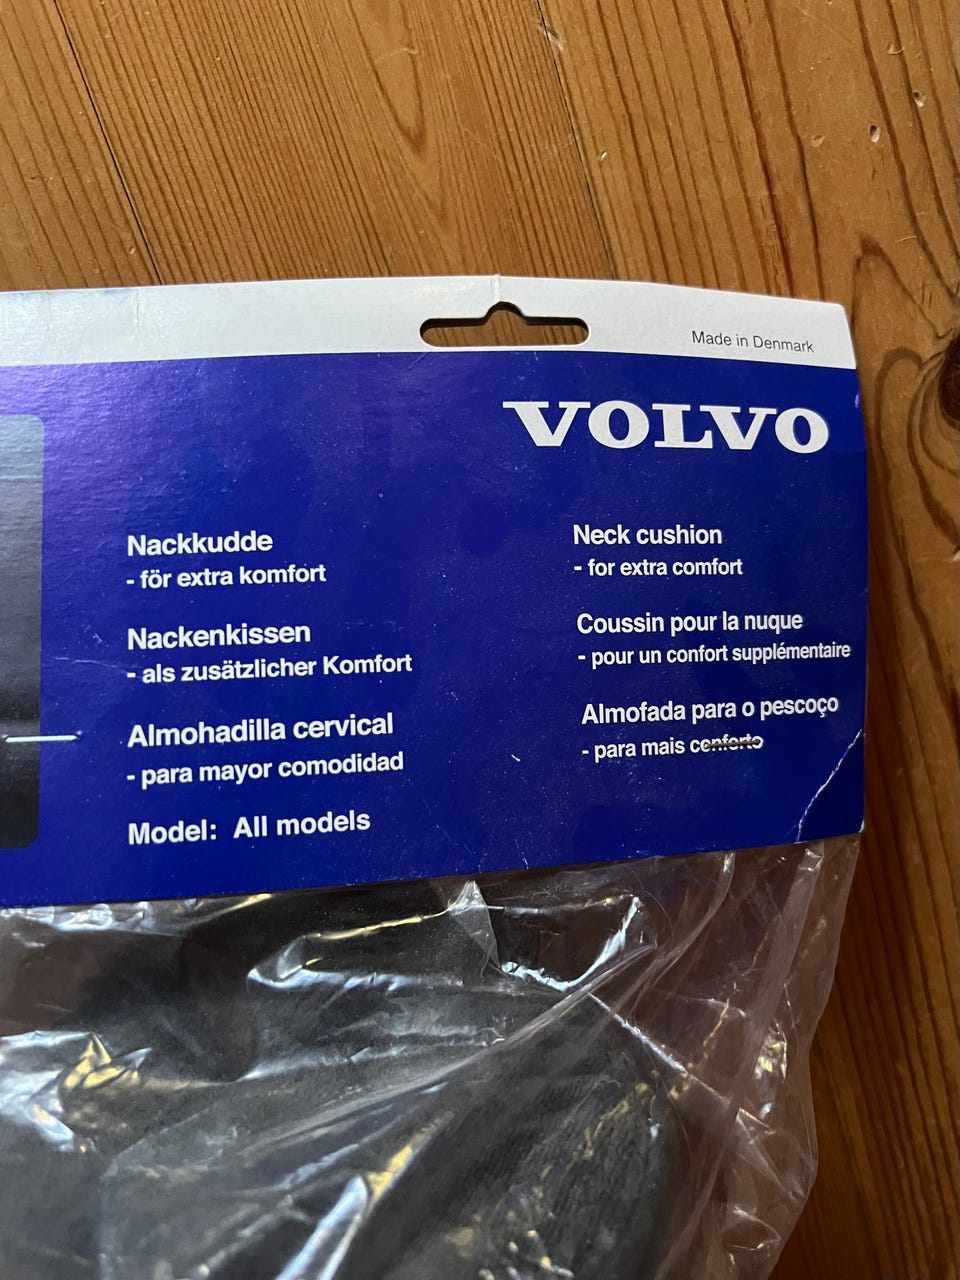 Made in Denmark
VOLVO
Nackkudde
- för extra komfort
Nackenkissen
- als zusätzlicher Komfort
Almohadilla cervical
- para mayor comodidad
Model: All models
Neck cushion
- for extra comfort
Coussin pour la nuque
- pour un confort supplémentaire
Almofada para o pescoço
- para mais conforto